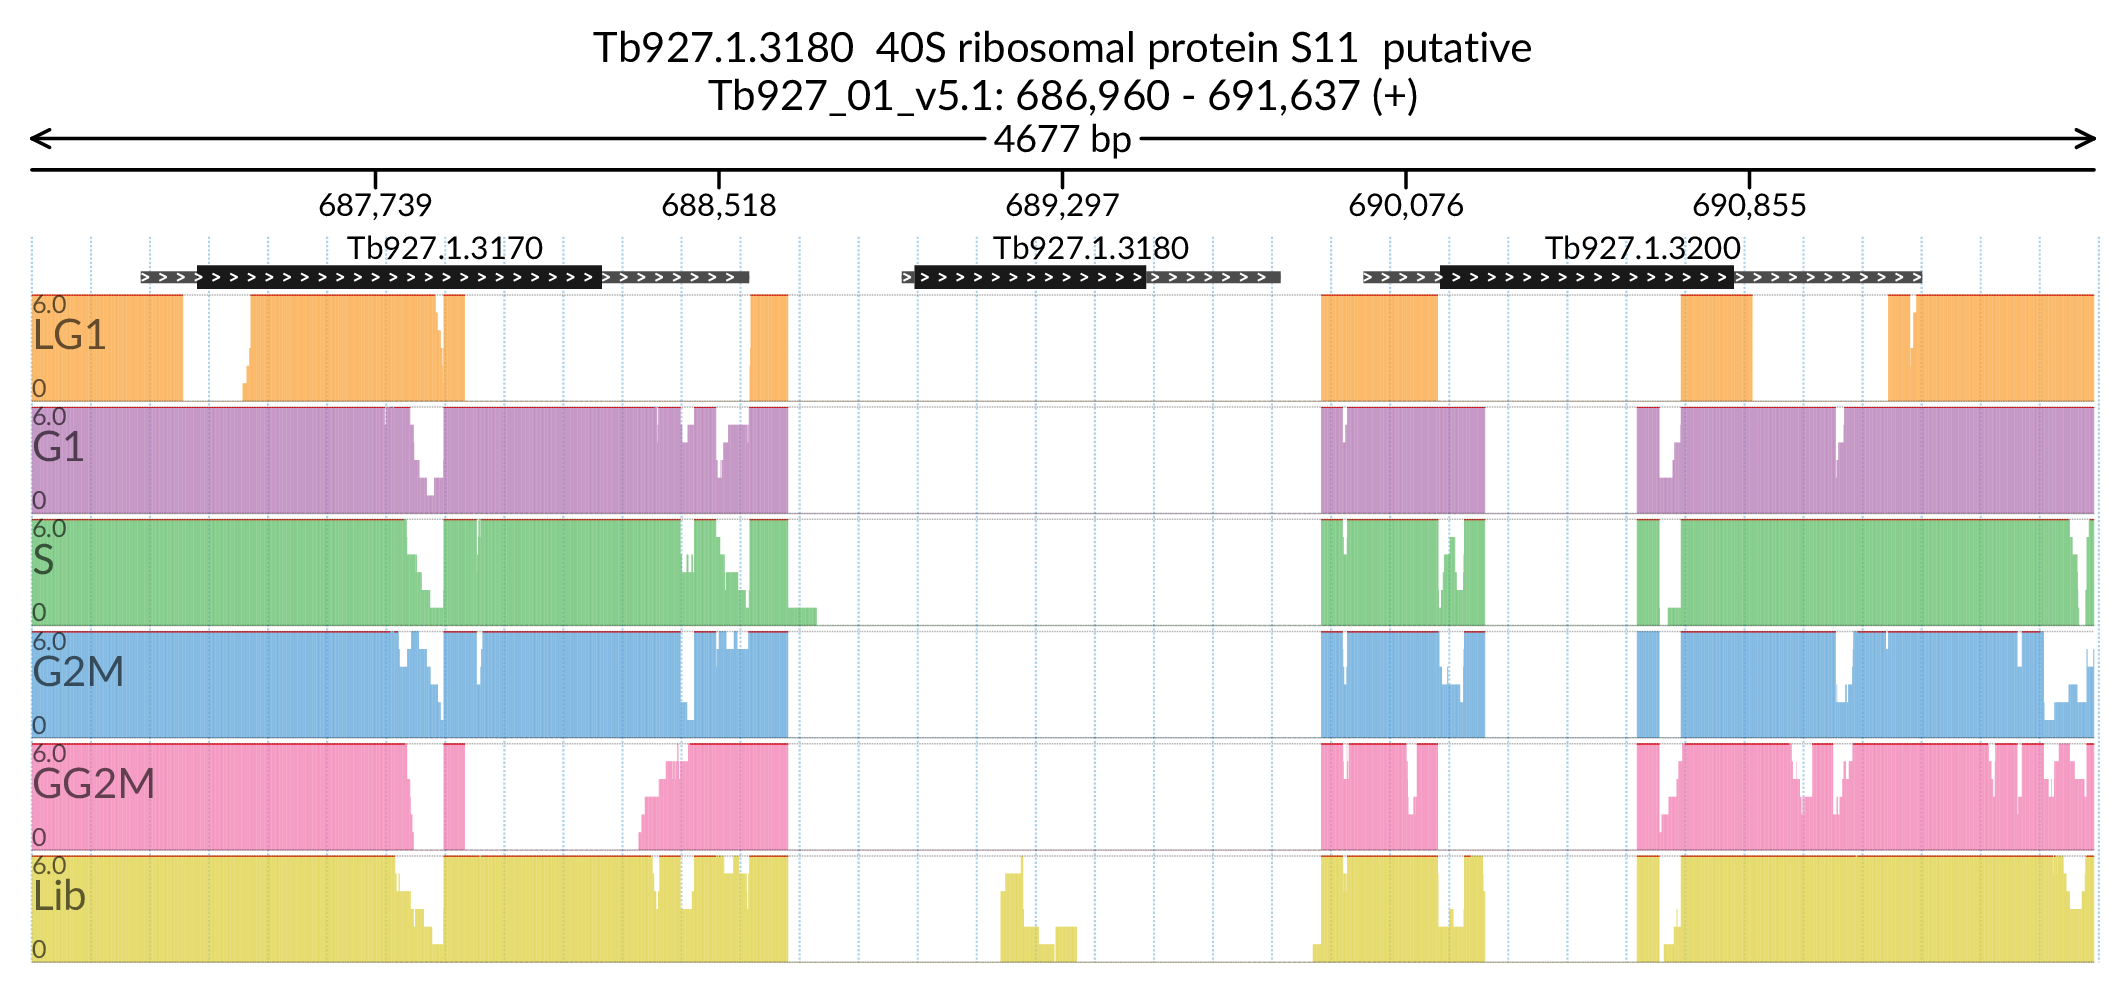 Tb927.1.3180  40S ribosomal protein S11  putative
Tb927_01_v5.1: 686,960 - 691,637 (+)
4677 bp
687,739 688,518 689,297 690,076 690,855
Tb927.1.3170 Tb927.1.3180 Tb927.1.3200
6.0
LG1
0
6.0
G1
0
6.0
S
0
6.0
G2M
0
6.0
GG2M
0
6.0
Lib
0